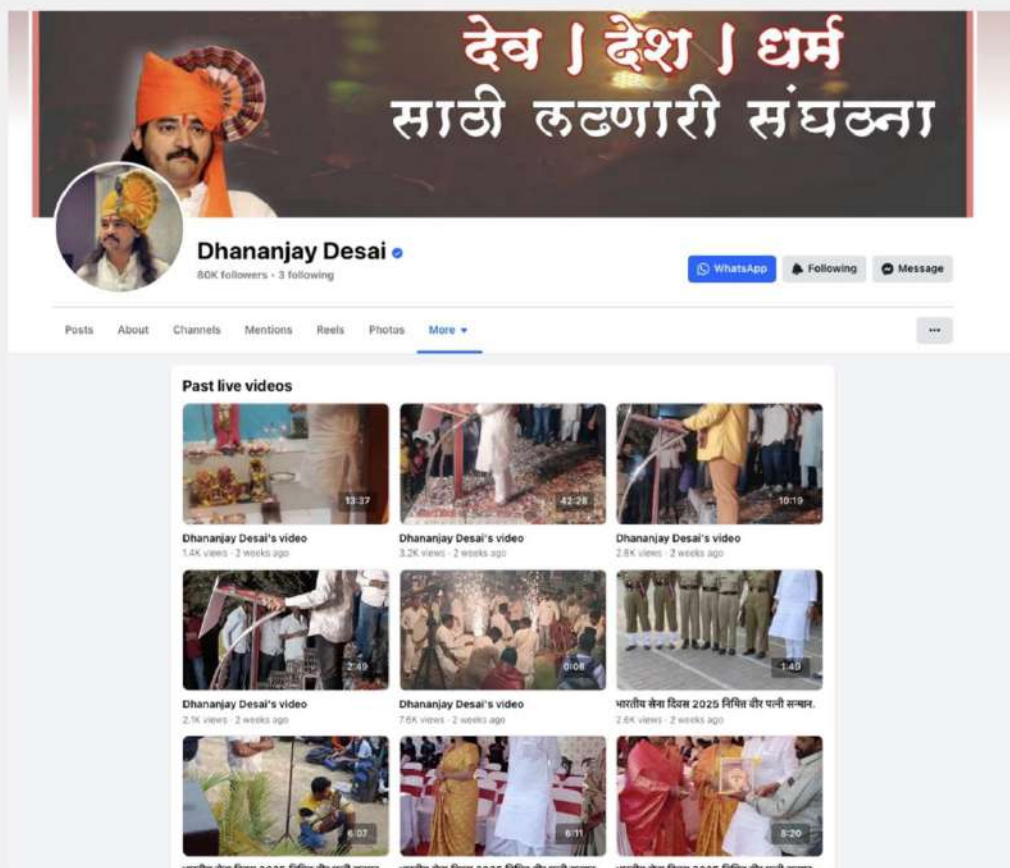 देव | देश | धर्म
साठी लढणारी संघठना
Dhananjay Desai
80K followers • 3 following
WhatsApp
Following
Message
Posts About Channels Mentions Reels Photos More
Past live videos
13:37 42:28 10:19
Dhananjay Desai's video Dhananjay Desai's video Dhananjay Desai's video
1.4K views · 2 weeks ago 3.2K views · 2 weeks ago 2.8K views · 2 weeks ago
2:49 0:06 1:49
Dhananjay Desai's video Dhananjay Desai's video भारतीय सेना दिवस 2025 निमित्त वीर पत्नी सन्मान.
2.1K views · 2 weeks ago 7.6K views · 2 weeks ago 2.6K views · 2 weeks ago
6:07 6:11 8:20